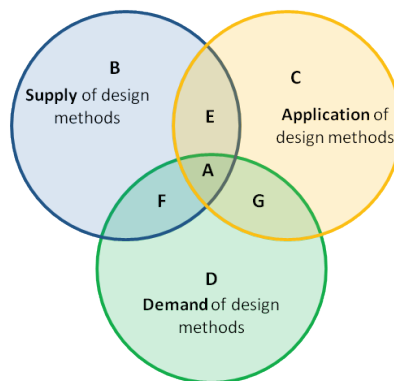 B
Supply of design
methods
C
Application of
design methods
E
A
F
G
D
Demand of design
methods